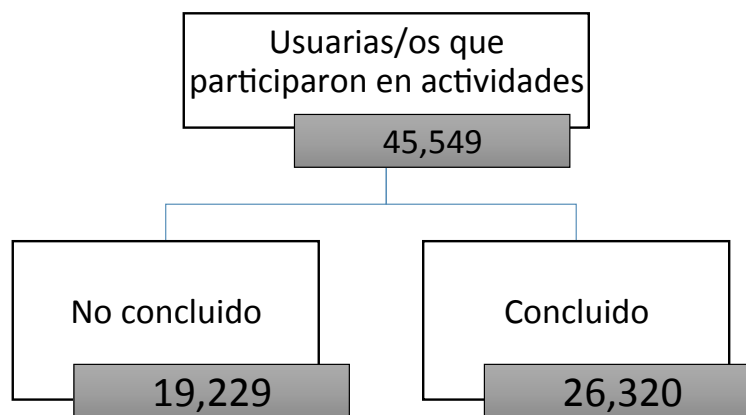 Usuarias/os que
participaron en actividades
45,549
No concluido
19,229
Concluido
26,320